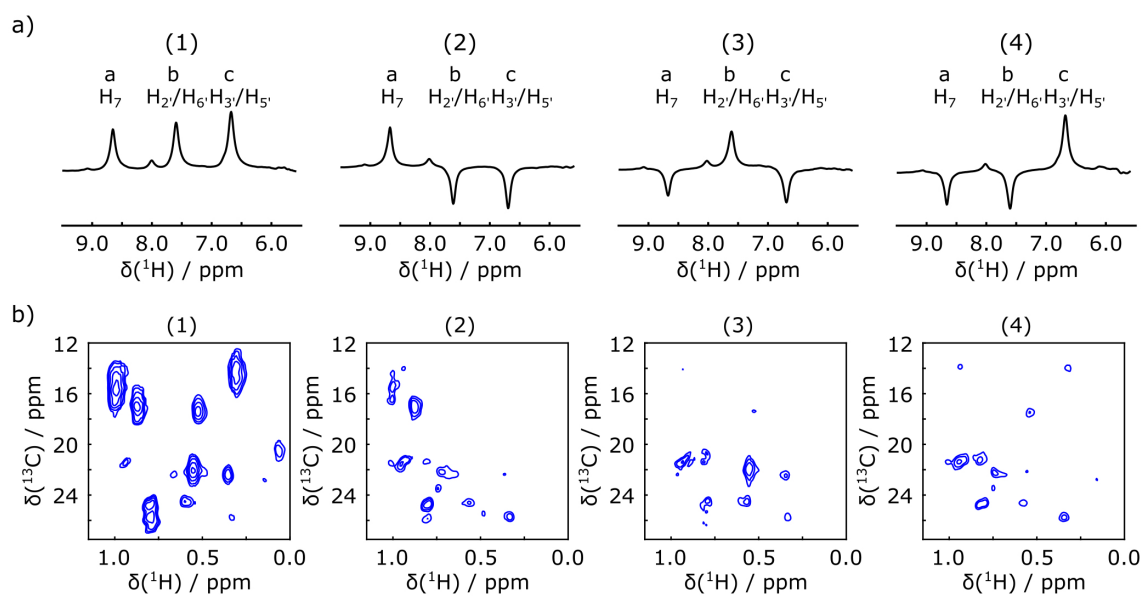 a)
(1) (2) (3) (4)
a b c a b c a b c a b c
H7 H2'/H6' H3'/H5' H7 H2'/H6' H3'/H5' H7 H2'/H6' H3'/H5' H7 H2'/H6' H3'/H5'
9.0 8.0 7.0 6.0 9.0 8.0 7.0 6.0 9.0 8.0 7.0 6.0 9.0 8.0 7.0 6.0
δ(¹H) / ppm δ(¹H) / ppm δ(¹H) / ppm δ(¹H) / ppm
b)
(1) (2) (3) (4)
12 12 12 12
16 16 16 16
20 20 20 20
24 24 24 24
δ(¹³C) / ppm δ(¹³C) / ppm δ(¹³C) / ppm δ(¹³C) / ppm
1.0 0.5 0.0 1.0 0.5 0.0 1.0 0.5 0.0 1.0 0.5 0.0
δ(¹H) / ppm δ(¹H) / ppm δ(¹H) / ppm δ(¹H) / ppm